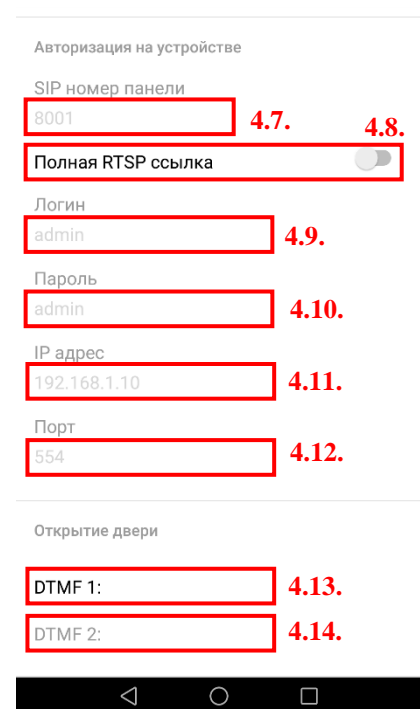 Авторизация на устройстве
SIP номер панели
8001
4.7.
4.8.
Полная RTSP ссылка
Логин
admin
4.9.
Пароль
admin
4.10.
IP адрес
192.168.1.10
4.11.
Порт
554
4.12.
Открытие двери
DTMF 1:
4.13.
DTMF 2:
4.14.